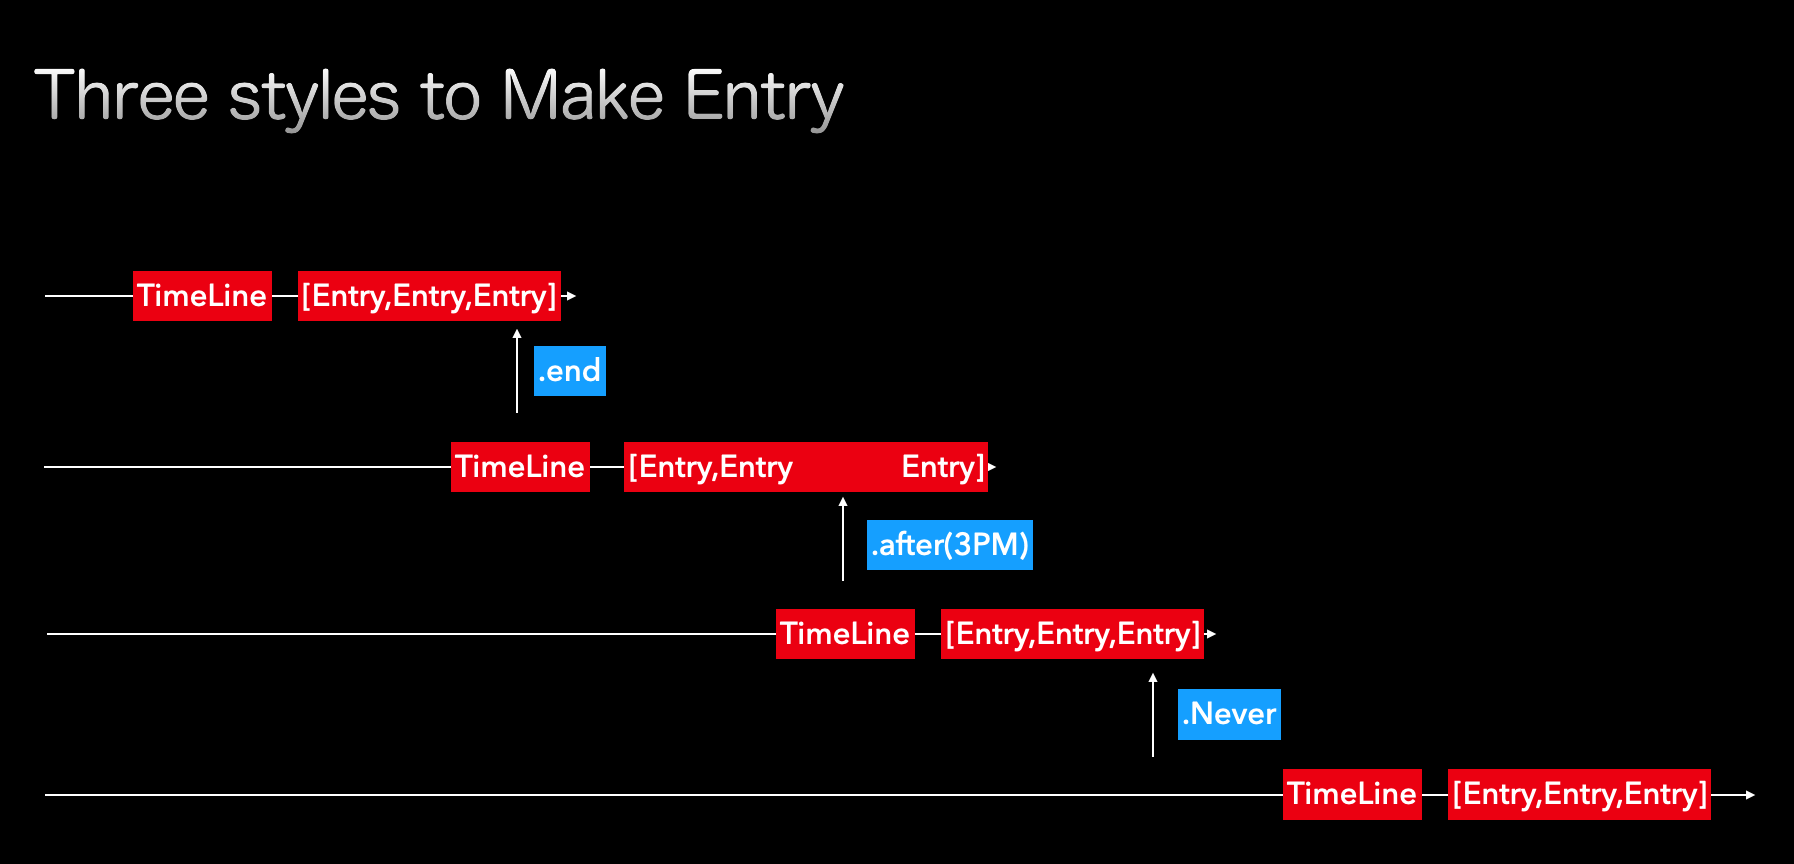 Three styles to Make Entry
TimeLine [Entry,Entry,Entry]
.end
TimeLine [Entry,Entry Entry]
.after(3PM)
TimeLine [Entry,Entry,Entry]
.Never
TimeLine [Entry,Entry,Entry]